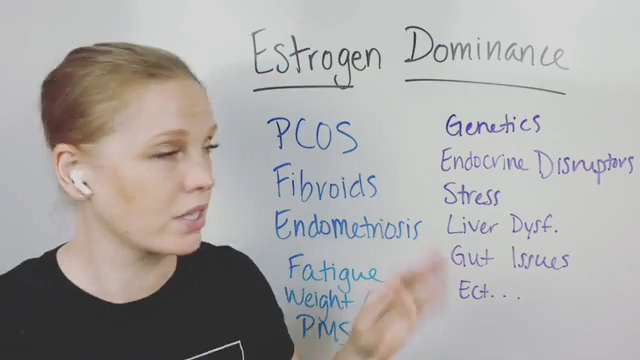 Estrogen Dominance
PCOS
Fibroids
Endometriosis
Fatigue
Weight
PMS
Genetics
Endocrine Disruptors
Stress
Liver Dysf.
Gut Issues
Ect...